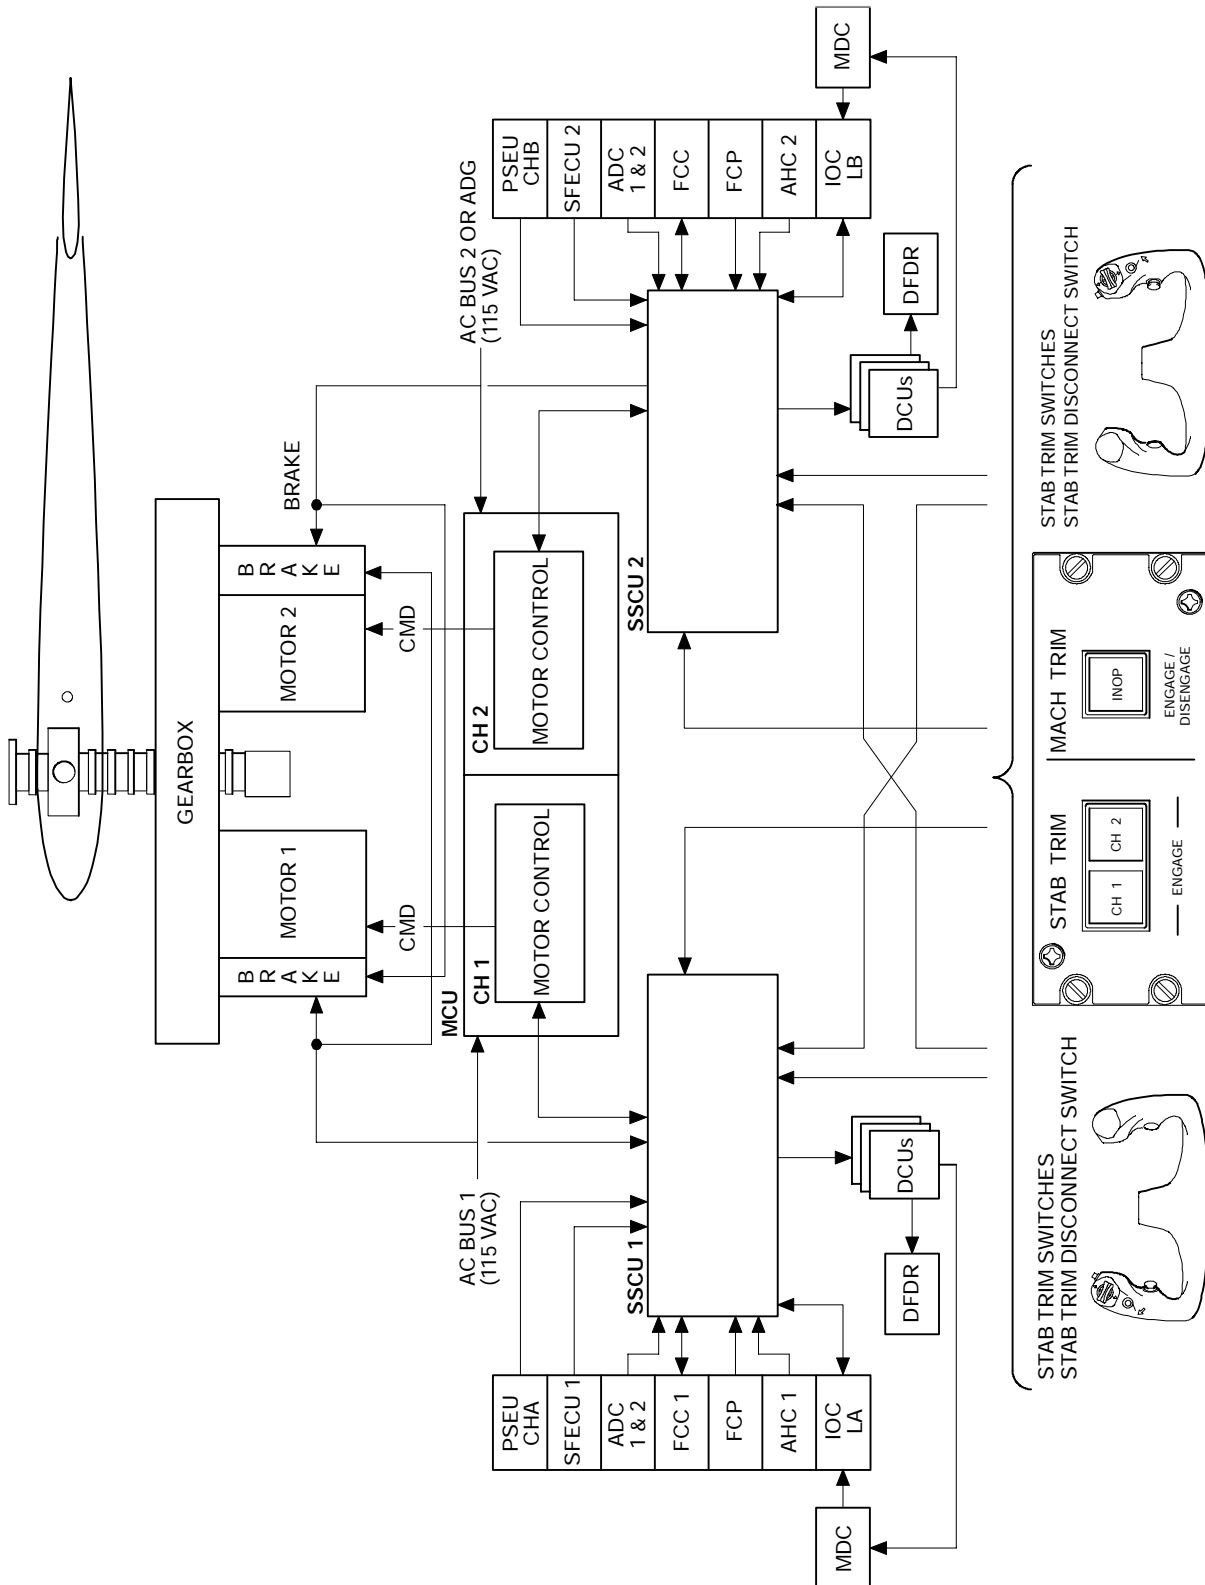 GEARBOX
BRAKE
MOTOR 1
MOTOR 2
BRAKE
BRAKE
CMD
CMD
MCU
CH 1
MOTOR CONTROL
CH 2
MOTOR CONTROL
AC BUS 1
(115 VAC)
AC BUS 2 OR ADG
(115 VAC)
PSEU
CHA
SFECU 1
ADC
1 & 2
FCC 1
FCP
AHC 1
IOC
LA
MDC
SSCU 1
DCUs
DFDR
SSCU 2
DCUs
DFDR
PSEU
CHB
SFECU 2
ADC
1 & 2
FCC
FCP
AHC 2
IOC
LB
MDC
STAB TRIM SWITCHES
STAB TRIM DISCONNECT SWITCH
STAB TRIM
CH 1
CH 2
ENGAGE
MACH TRIM
INOP
ENGAGE /
DISENGAGE
STAB TRIM SWITCHES
STAB TRIM DISCONNECT SWITCH